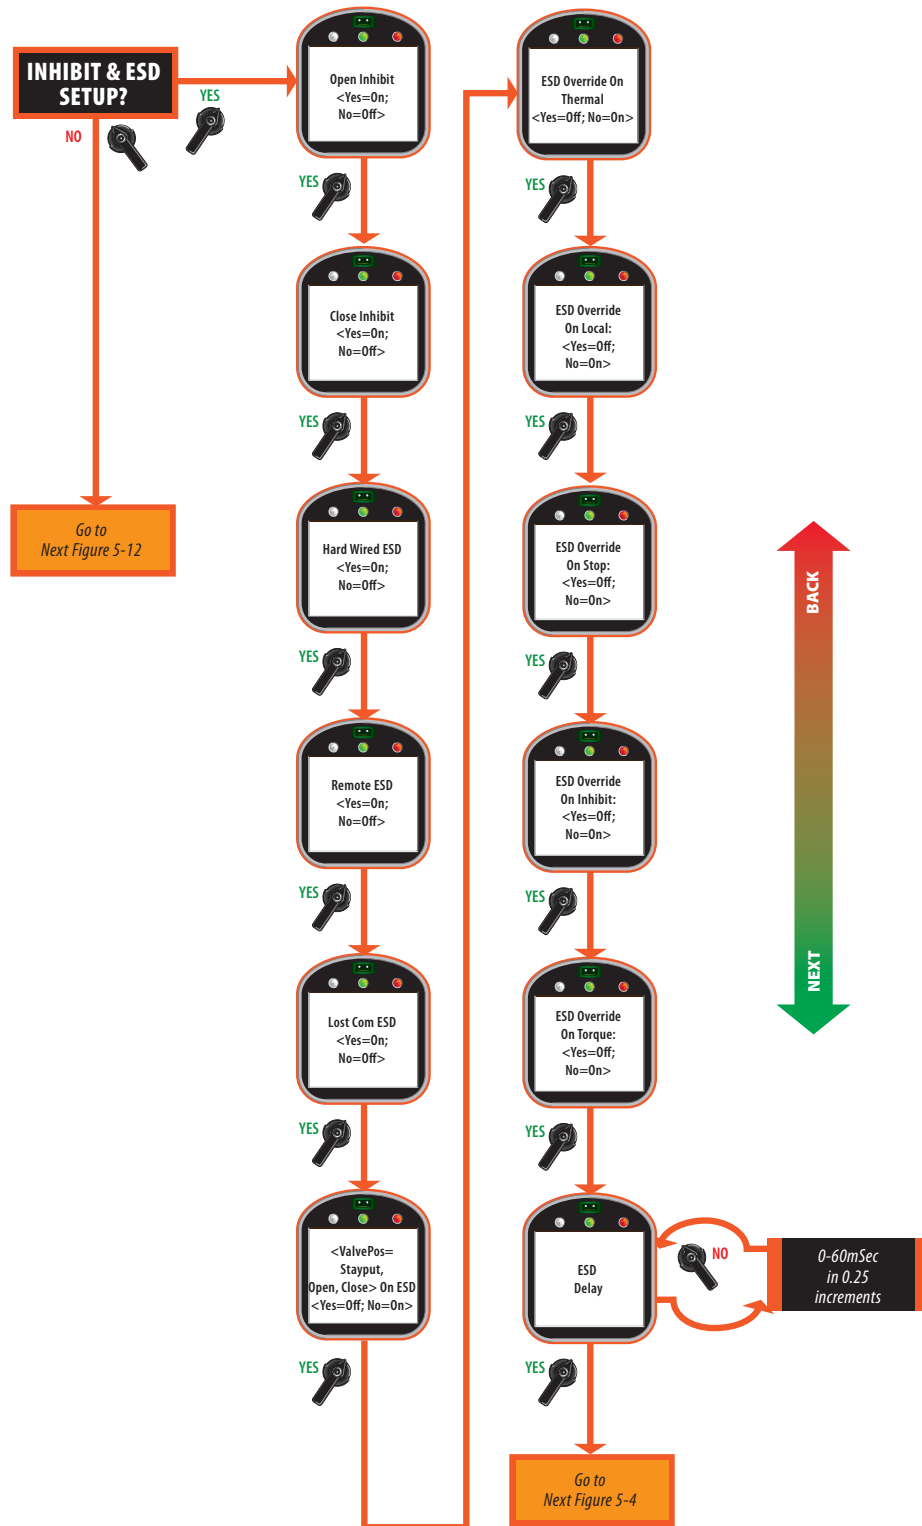 INHIBIT & ESD
SETUP?
YES
NO
Go to
Next Figure 5-12
Open Inhibit
<Yes=On;
No=Off>
YES
Close Inhibit
<Yes=On;
No=Off>
YES
Hard Wired ESD
<Yes=On;
No=Off>
YES
Remote ESD
<Yes=On;
No=Off>
YES
Lost Com ESD
<Yes=On;
No=Off>
YES
<ValvePos=
Stayput,
Open, Close> On ESD
<Yes=Off; No=On>
YES
ESD Override On
Thermal
<Yes=Off; No=On>
YES
ESD Override
On Local:
<Yes=Off;
No=On>
YES
ESD Override
On Stop:
<Yes=Off;
No=On>
YES
ESD Override
On Inhibit:
<Yes=Off;
No=On>
YES
ESD Override
On Torque:
<Yes=Off;
No=On>
YES
ESD
Delay
NO
0-60mSec
in 0.25
increments
YES
Go to
Next Figure 5-4
BACK
NEXT